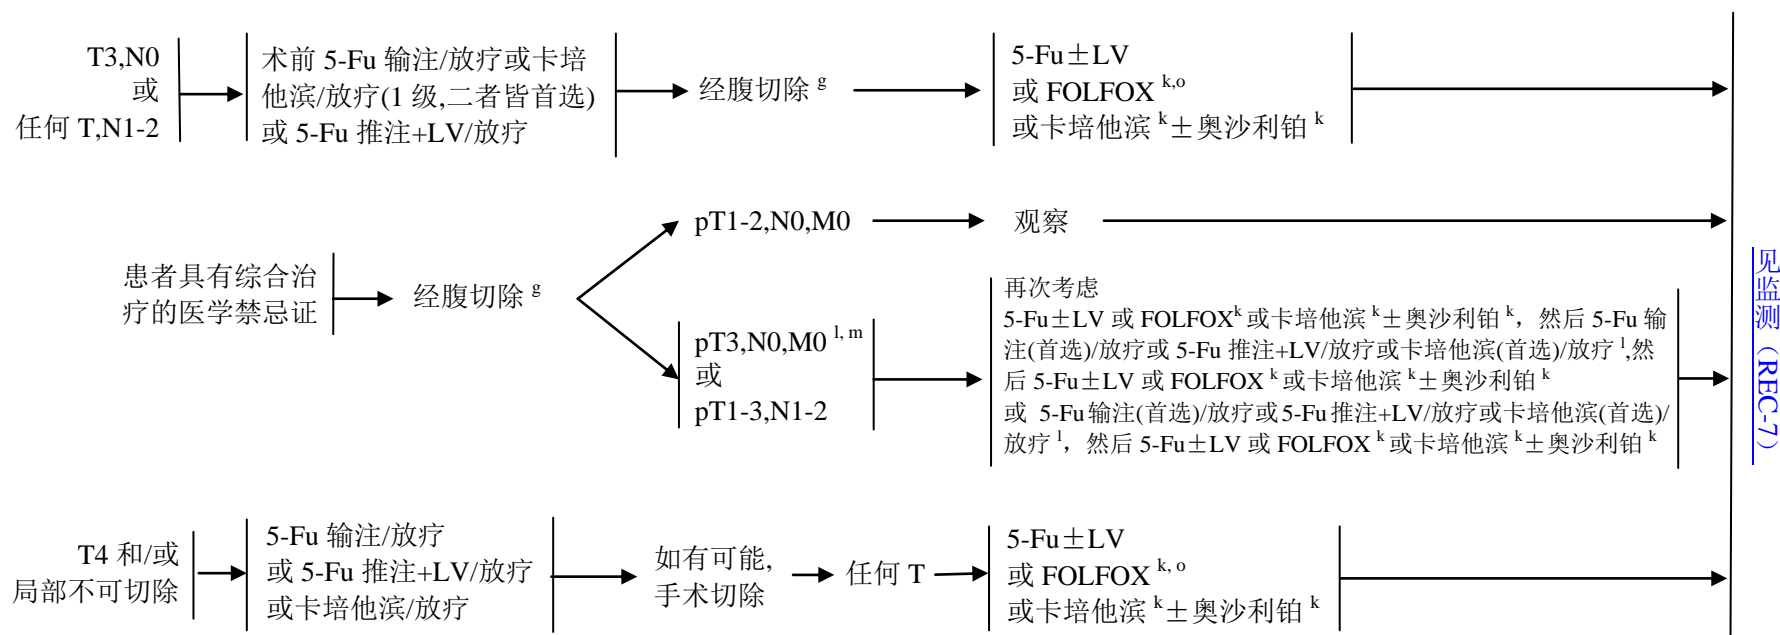 T3,N0
或
任何 T,N1-2
术前 5-Fu 输注/放疗或卡培
他滨/放疗(1 级,二者皆首选)
或 5-Fu 推注+LV/放疗
经腹切除 g
5-Fu±LV
或 FOLFOX k,o
或卡培他滨 k±奥沙利铂 k
患者具有综合治
疗的医学禁忌证
经腹切除 g
pT1-2,N0,M0
观察
pT3,N0,M0 l, m
或
pT1-3,N1-2
再次考虑
5-Fu±LV 或 FOLFOXk或卡培他滨 k±奥沙利铂 k，然后 5-Fu 输
注(首选)/放疗或 5-Fu 推注+LV/放疗或卡培他滨(首选)/放疗 l,然
后 5-Fu±LV 或 FOLFOX k 或卡培他滨 k±奥沙利铂 k
或 5-Fu输注(首选)/放疗或5-Fu推注+LV/放疗或卡培他滨(首选)/
放疗 l，然后 5-Fu±LV 或 FOLFOX k 或卡培他滨 k±奥沙利铂 k
T4 和/或
局部不可切除
5-Fu 输注/放疗
或 5-Fu 推注+LV/放疗
或卡培他滨/放疗
如有可能,
手术切除
任何 T
5-Fu±LV
或 FOLFOX k, o
或卡培他滨 k±奥沙利铂 k
见监测（REC-7）